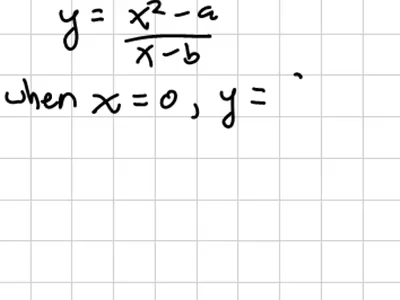 y = x² - a / x - b
when x = 0, y =